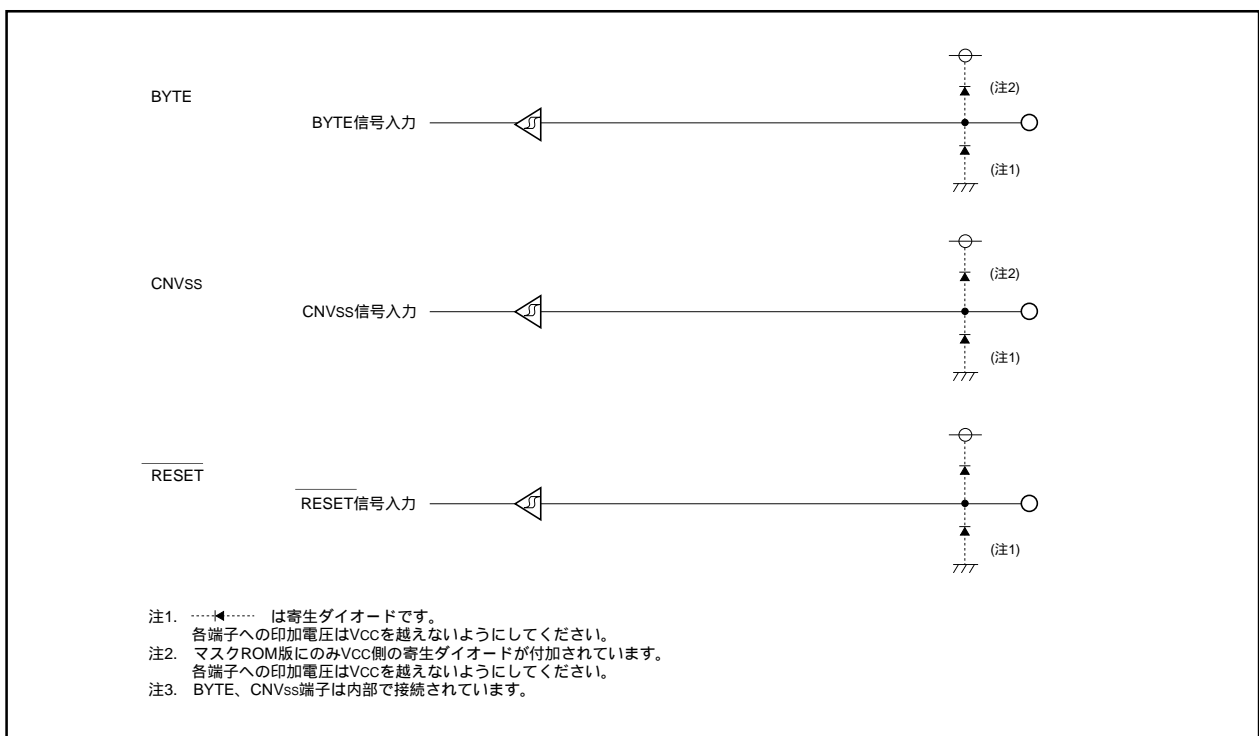 BYTE
BYTE信号入力
(注2)
(注1)
CNVss
CNVss信号入力
(注2)
(注1)
RESET
RESET信号入力
(注1)
注1. は寄生ダイオードです。
各端子への印加電圧はVccを越えないようにしてください。
注2. マスクROM版にのみVcc側の寄生ダイオードが付加されています。
各端子への印加電圧はVccを越えないようにしてください。
注3. BYTE、CNVss端子は内部で接続されています。